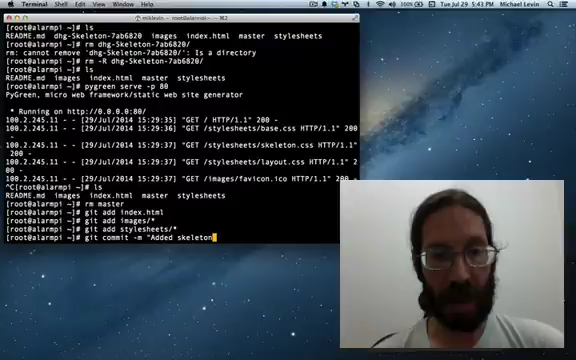 Terminal Shell Edit View Window Help
100% Tue Jul 29 5:43 PM Michael Levin
[root@alarmpi ~]# ls
README.md dhg-Skeleton-7ab6820 images index.html master stylesheets
[root@alarmpi ~]# rm dhg-Skeleton-7ab6820/
rm: cannot remove 'dhg-Skeleton-7ab6820/': Is a directory
[root@alarmpi ~]# rm -R dhg-Skeleton-7ab6820/
[root@alarmpi ~]# ls
README.md images index.html master stylesheets
[root@alarmpi ~]# pygreen serve -p 80
PyGreen, micro web framework/static web site generator
* Running on http://0.0.0.0:80/
100.2.245.11 - - [29/Jul/2014 15:29:35] "GET / HTTP/1.1" 200
-
100.2.245.11 - - [29/Jul/2014 15:29:36] "GET /stylesheets/base.css HTTP/1.1" 200
-
100.2.245.11 - - [29/Jul/2014 15:29:36] "GET /stylesheets/skeleton.css HTTP/1.1"
200 -
100.2.245.11 - - [29/Jul/2014 15:29:36] "GET /stylesheets/layout.css HTTP/1.1" 2
00 -
100.2.245.11 - - [29/Jul/2014 15:29:42] "GET /images/favicon.ico HTTP/1.1" 200 -
^C[root@alarmpi ~]# ls
README.md images index.html master stylesheets
[root@alarmpi ~]# rm master
[root@alarmpi ~]# git add index.html
[root@alarmpi ~]# git add images/*
[root@alarmpi ~]# git add stylesheets/*
[root@alarmpi ~]# git commit -m "Added skeleton